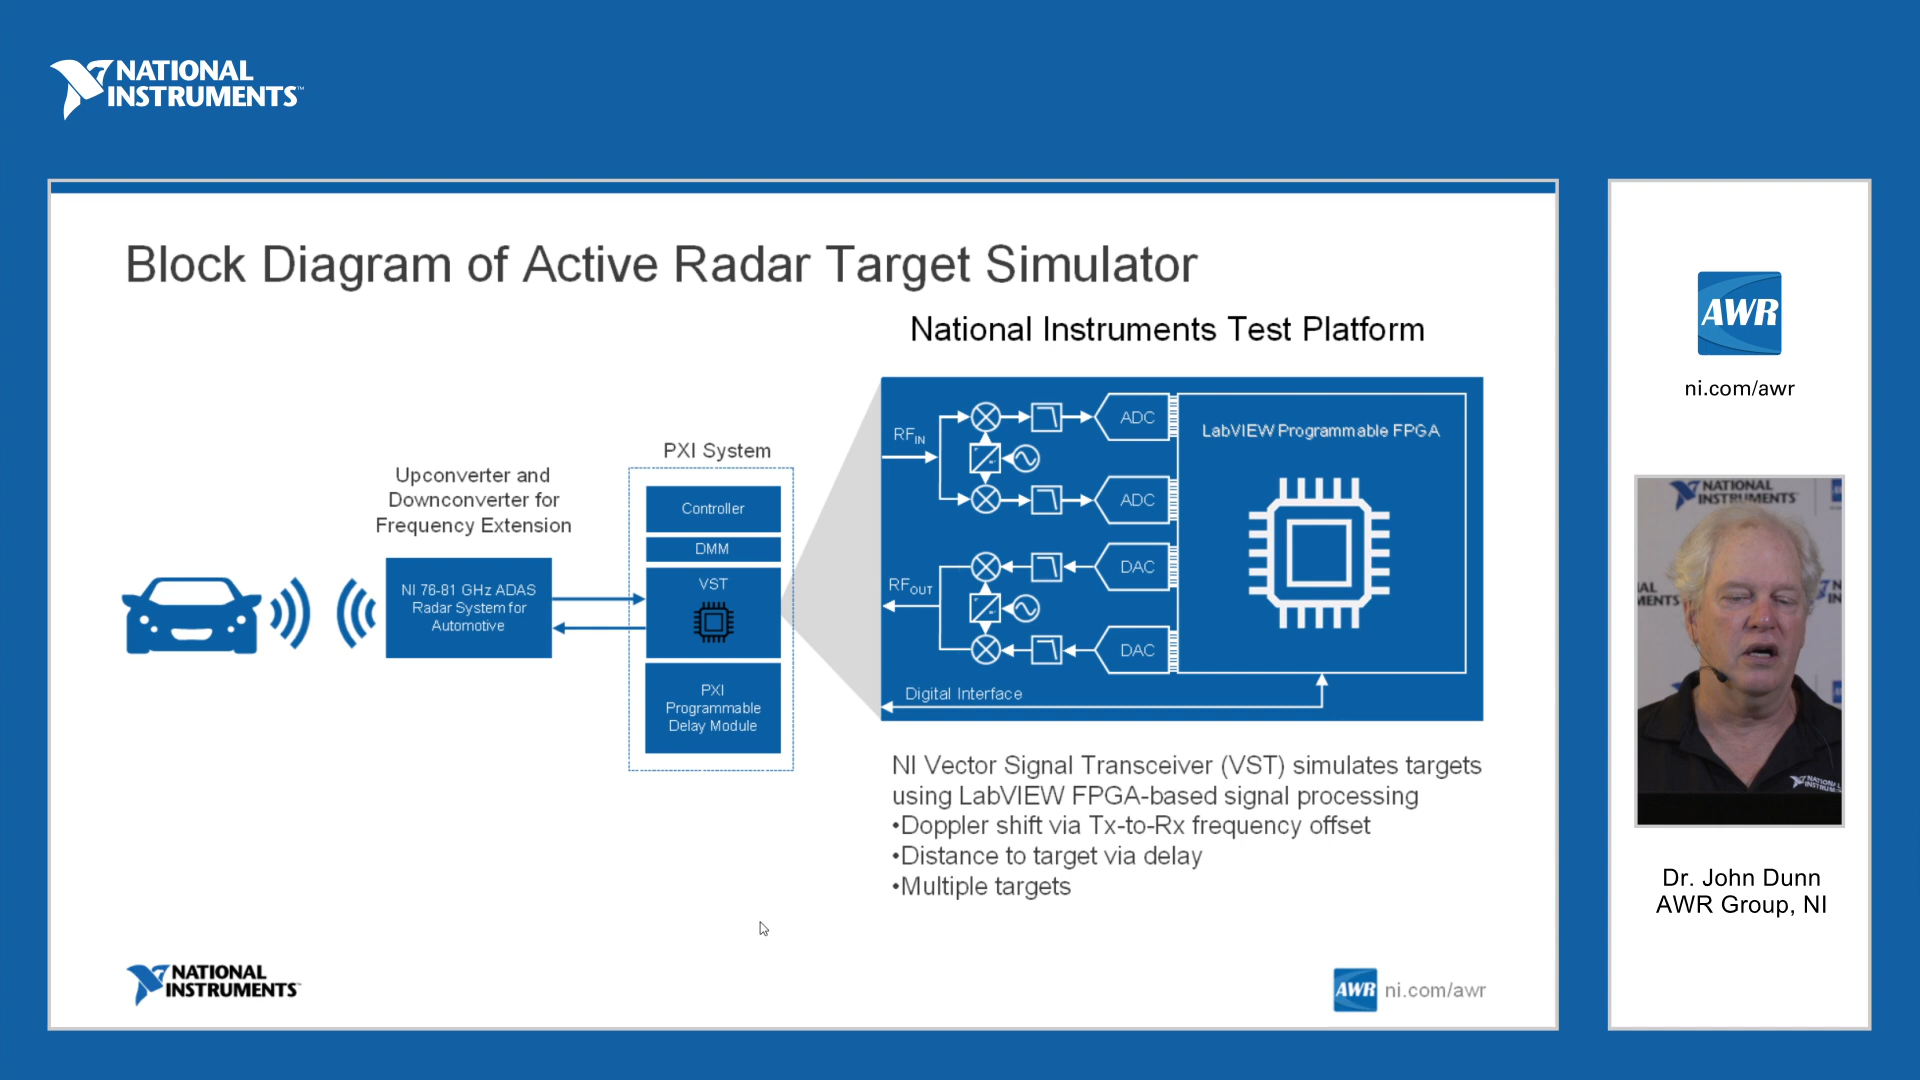 NATIONAL
INSTRUMENTS™
Block Diagram of Active Radar Target Simulator
National Instruments Test Platform
PXI System
Upconverter and
Downconverter for
Frequency Extension
NI 76-81 GHz ADAS
Radar System for
Automotive
Controller
DMM
VST
PXI
Programmable
Delay Module
RFIN
ADC
ADC
LabVIEW Programmable FPGA
RFOUT
DAC
DAC
Digital Interface
NI Vector Signal Transceiver (VST) simulates targets
using LabVIEW FPGA-based signal processing
•Doppler shift via Tx-to-Rx frequency offset
•Distance to target via delay
•Multiple targets
NATIONAL
INSTRUMENTS
AWR ni.com/awr
AWR
ni.com/awr
NATIONAL
INSTRUMENTS
Dr. John Dunn
AWR Group, NI